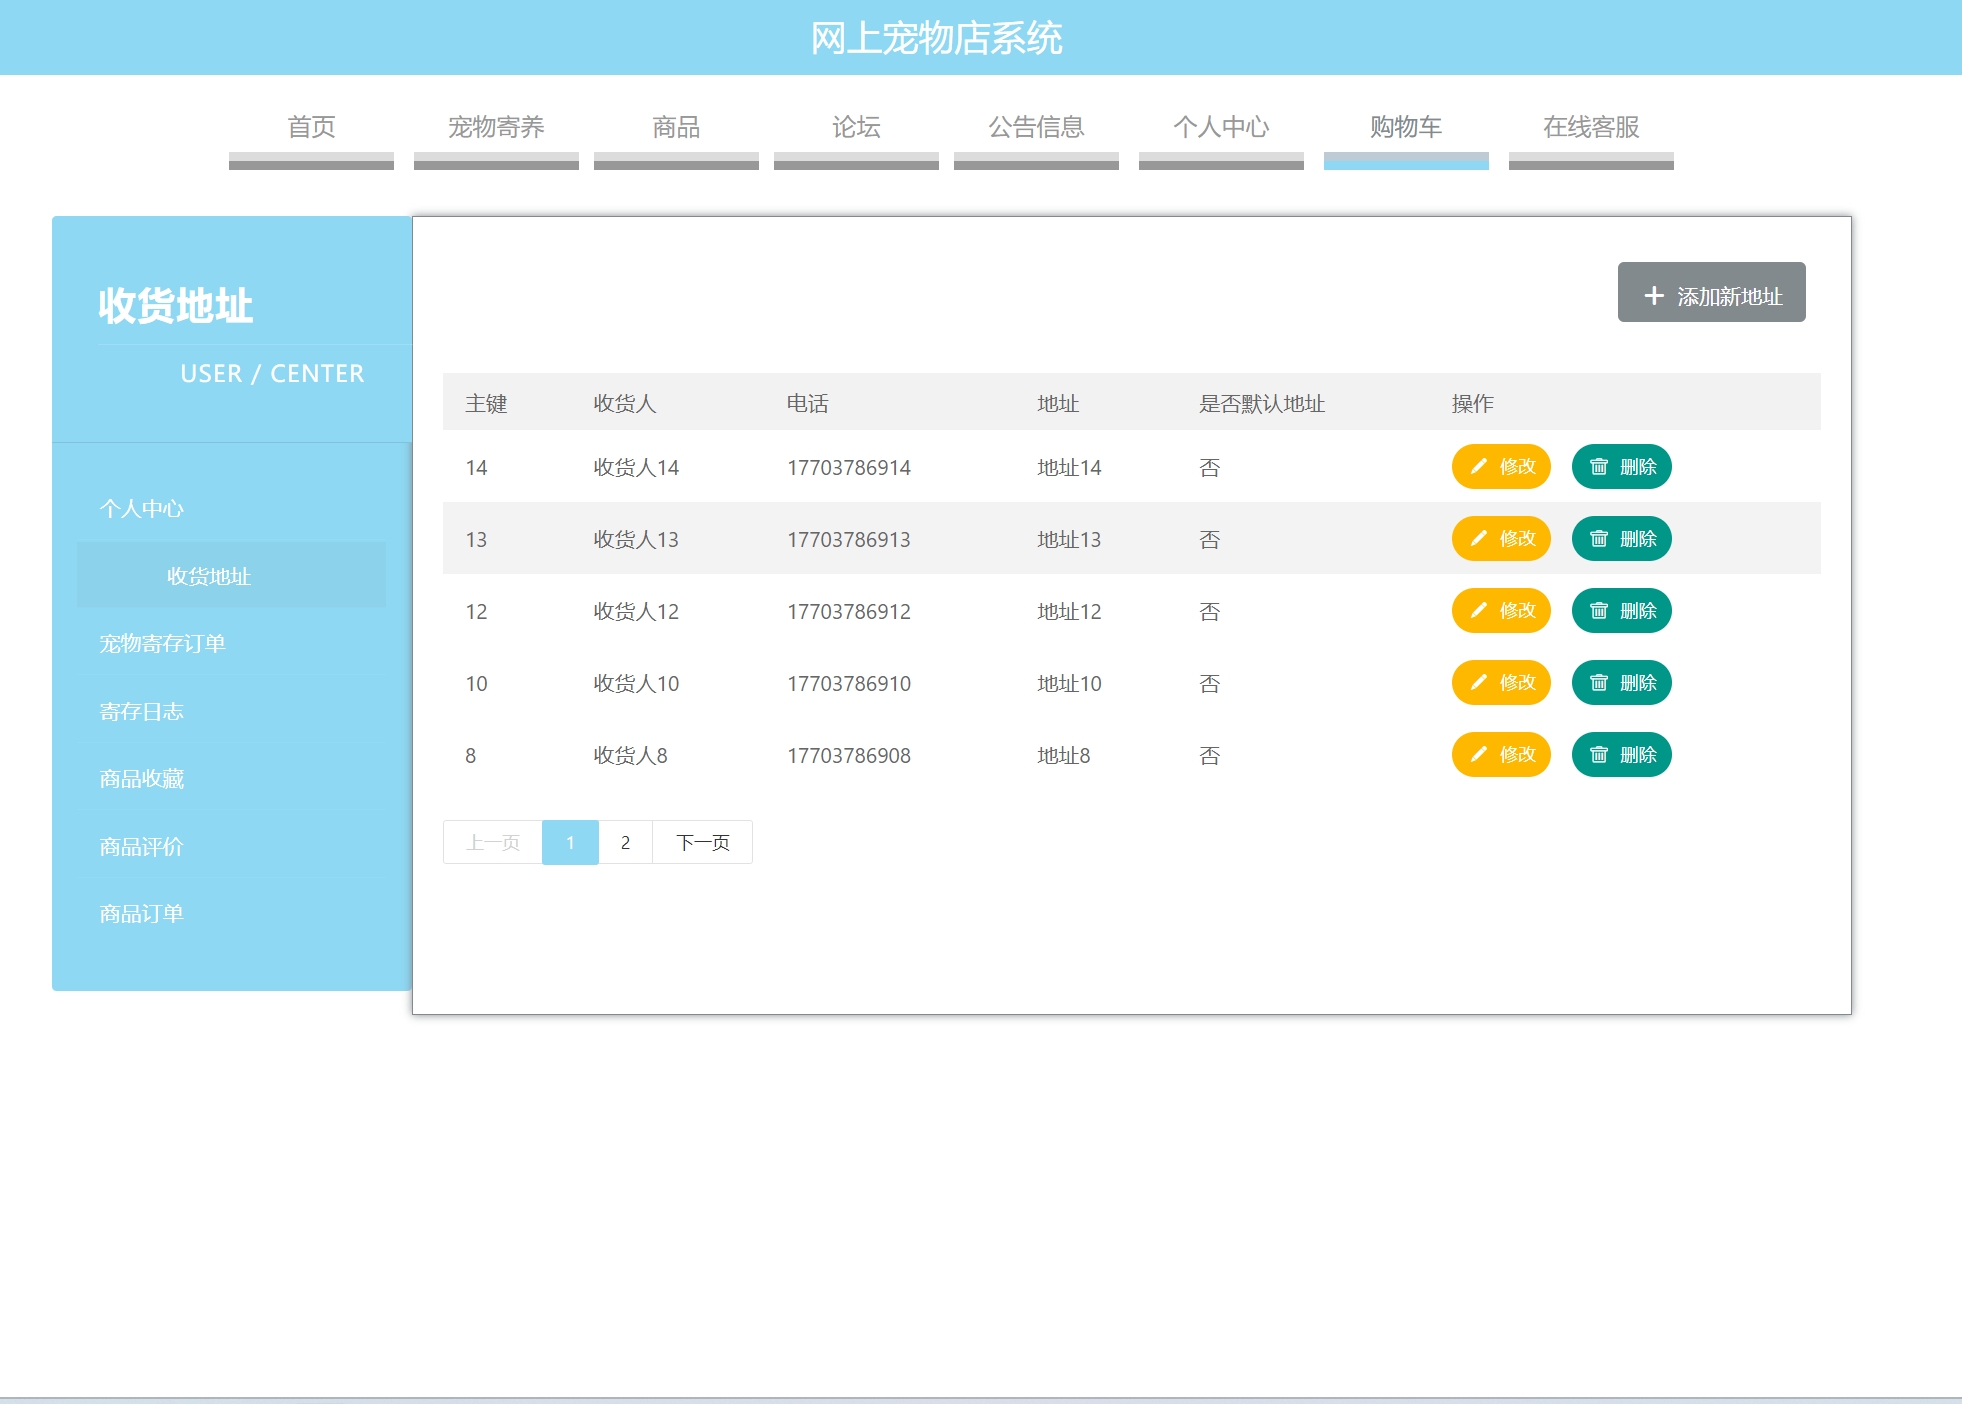 网上宠物店系统
首页 宠物寄养 商品 论坛 公告信息 个人中心 购物车 在线客服
收货地址
USER / CENTER
个人中心
收货地址
宠物寄存订单
寄存日志
商品收藏
商品评价
商品订单
添加新地址
主键 收货人 电话 地址 是否默认地址 操作
14 收货人14 17703786914 地址14 否 修改 删除
13 收货人13 17703786913 地址13 否 修改 删除
12 收货人12 17703786912 地址12 否 修改 删除
10 收货人10 17703786910 地址10 否 修改 删除
8 收货人8 17703786908 地址8 否 修改 删除
上一页 1 2 下一页